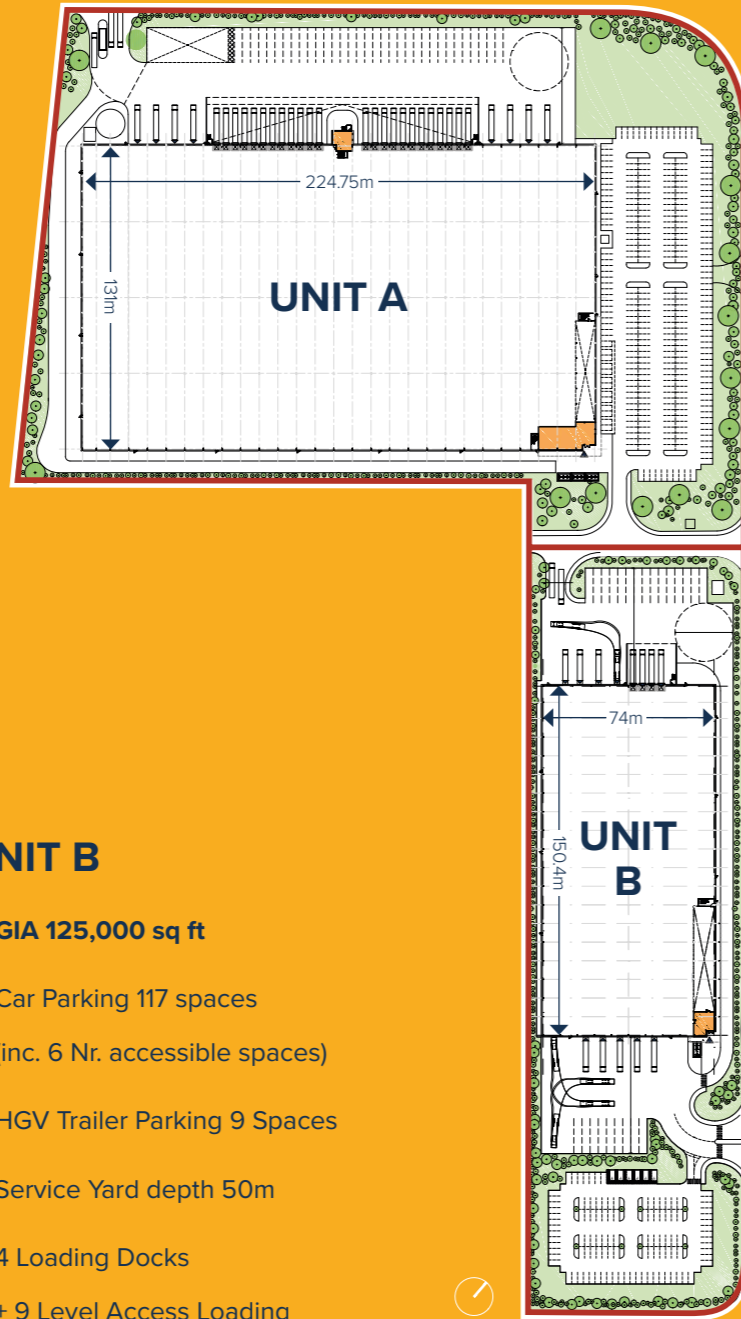 224.75m
131m
UNIT A
74m
150.4m
UNIT
B
NIT B
GIA 125,000 sq ft
Car Parking 117 spaces
inc. 6 Nr. accessible spaces)
HGV Trailer Parking 9 Spaces
Service Yard depth 50m
4 Loading Docks
+ 9 Level Access Loading